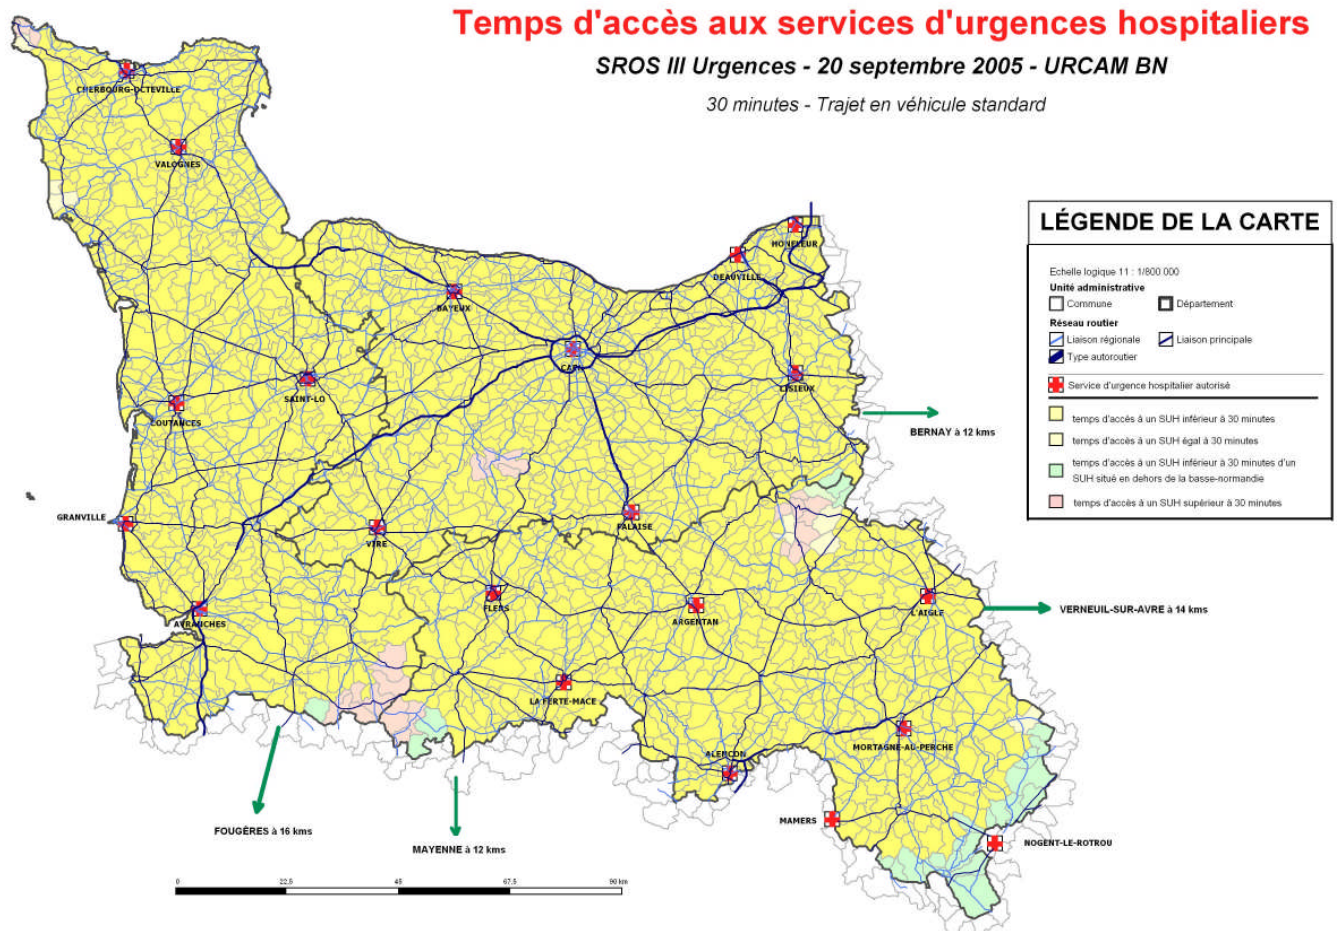 Temps d'accès aux services d'urgences hospitaliers
SROS III Urgences - 20 septembre 2005 - URCAM BN
30 minutes - Trajet en véhicule standard
CHERBOURG-OCTEVILLE
VALOGNES
HONFLEUR
DEAUVILLE
BAYEUX
CAEN
LISIEUX
SAINT-LO
COUTANCES
BERNAY à 12 kms
GRANVILLE
VIRE
FALAISE
FLERS
ARGENTAN
L'AIGLE
VERNEUIL-SUR-AVRE à 14 kms
AVRANCHES
LA FERTE-MACE
MORTAGNE-AU-PERCHE
ALENCON
MAMERS
NOGENT-LE-ROTROU
FOUGÈRES à 16 kms
MAYENNE à 12 kms
0 22,5 45 67,5 90 km
LÉGENDE DE LA CARTE
Echelle logique 11 : 1/800 000
Unité administrative
Commune Département
Réseau routier
Liaison régionale Liaison principale
Type autoroutier
Service d'urgence hospitalier autorisé
temps d'accès à un SUH inférieur à 30 minutes
temps d'accès à un SUH égal à 30 minutes
temps d'accès à un SUH inférieur à 30 minutes d'un
SUH situé en dehors de la basse-normandie
temps d'accès à un SUH supérieur à 30 minutes